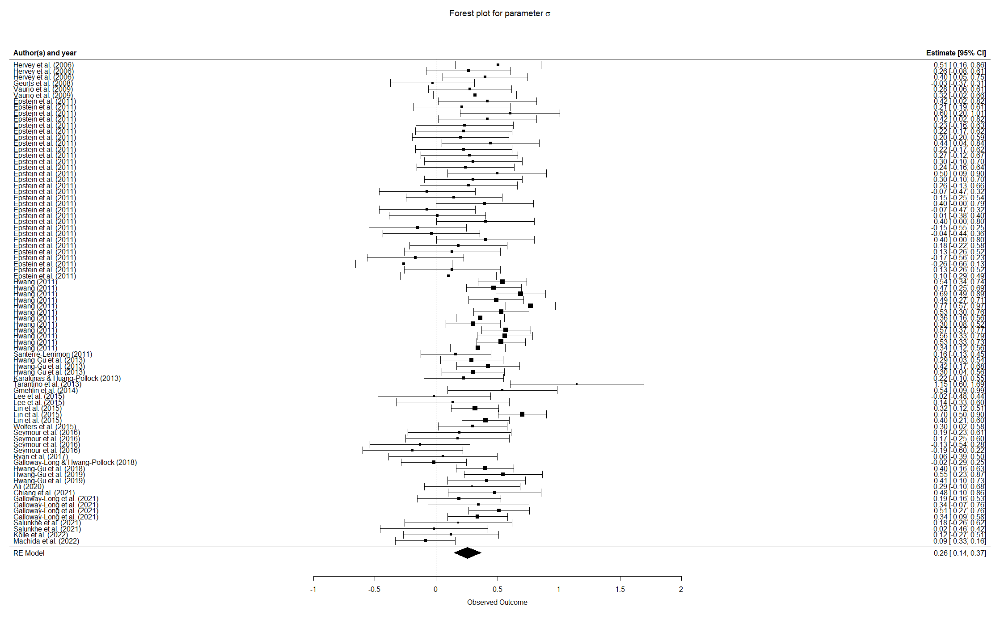 Forest plot for parameter σ
Author(s) and year Estimate [95% CI]
Hervey et al. (2006) 0.51 [ 0.16, 0.86]
Hervey et al. (2006) 0.26 [-0.08, 0.61]
Hervey et al. (2006) 0.40 [ 0.05, 0.75]
Geurts et al. (2008) -0.03 [-0.37, 0.31]
Vaurio et al. (2009) 0.28 [-0.06, 0.61]
Vaurio et al. (2009) 0.32 [-0.02, 0.66]
Epstein et al. (2011) 0.42 [ 0.02, 0.82]
Epstein et al. (2011) 0.21 [-0.19, 0.61]
Epstein et al. (2011) 0.60 [ 0.20, 1.01]
Epstein et al. (2011) 0.42 [ 0.02, 0.82]
Epstein et al. (2011) 0.23 [-0.16, 0.63]
Epstein et al. (2011) 0.22 [-0.17, 0.62]
Epstein et al. (2011) 0.20 [-0.20, 0.59]
Epstein et al. (2011) 0.44 [ 0.04, 0.84]
Epstein et al. (2011) 0.22 [-0.17, 0.62]
Epstein et al. (2011) 0.27 [-0.12, 0.67]
Epstein et al. (2011) 0.30 [-0.10, 0.70]
Epstein et al. (2011) 0.24 [-0.16, 0.64]
Epstein et al. (2011) 0.50 [ 0.09, 0.90]
Epstein et al. (2011) 0.30 [-0.10, 0.70]
Epstein et al. (2011) 0.26 [-0.13, 0.66]
Epstein et al. (2011) -0.07 [-0.47, 0.32]
Epstein et al. (2011) 0.15 [-0.25, 0.54]
Epstein et al. (2011) 0.40 [-0.00, 0.79]
Epstein et al. (2011) -0.07 [-0.47, 0.32]
Epstein et al. (2011) 0.01 [-0.38, 0.40]
Epstein et al. (2011) 0.40 [ 0.00, 0.80]
Epstein et al. (2011) -0.15 [-0.55, 0.25]
Epstein et al. (2011) -0.04 [-0.44, 0.36]
Epstein et al. (2011) 0.40 [ 0.00, 0.80]
Epstein et al. (2011) 0.18 [-0.22, 0.58]
Epstein et al. (2011) 0.13 [-0.26, 0.52]
Epstein et al. (2011) -0.17 [-0.56, 0.23]
Epstein et al. (2011) -0.26 [-0.66, 0.13]
Epstein et al. (2011) 0.13 [-0.26, 0.52]
Epstein et al. (2011) 0.10 [-0.29, 0.49]
Hwang (2011) 0.54 [ 0.34, 0.74]
Hwang (2011) 0.47 [ 0.25, 0.69]
Hwang (2011) 0.69 [ 0.49, 0.89]
Hwang (2011) 0.49 [ 0.27, 0.71]
Hwang (2011) 0.77 [ 0.57, 0.97]
Hwang (2011) 0.53 [ 0.30, 0.76]
Hwang (2011) 0.36 [ 0.16, 0.56]
Hwang (2011) 0.30 [ 0.08, 0.52]
Hwang (2011) 0.57 [ 0.37, 0.77]
Hwang (2011) 0.56 [ 0.33, 0.79]
Hwang (2011) 0.53 [ 0.33, 0.73]
Hwang (2011) 0.34 [ 0.12, 0.56]
Santerre-Lemmon (2011) 0.16 [-0.13, 0.45]
Hwang-Gu et al. (2013) 0.29 [ 0.03, 0.54]
Hwang-Gu et al. (2013) 0.42 [ 0.17, 0.68]
Hwang-Gu et al. (2013) 0.30 [ 0.04, 0.56]
Karalunas & Huang-Pollock (2013) 0.22 [-0.10, 0.55]
Tarantino et al. (2013) 1.15 [ 0.60, 1.69]
Gmehlin et al. (2014) 0.54 [ 0.09, 0.99]
Lee et al. (2015) -0.02 [-0.48, 0.44]
Lee et al. (2015) 0.14 [-0.33, 0.60]
Lin et al. (2015) 0.32 [ 0.12, 0.51]
Lin et al. (2015) 0.70 [ 0.50, 0.90]
Lin et al. (2015) 0.40 [ 0.21, 0.60]
Wolfers et al. (2015) 0.30 [ 0.02, 0.58]
Seymour et al. (2016) 0.19 [-0.23, 0.61]
Seymour et al. (2016) 0.17 [-0.25, 0.60]
Seymour et al. (2016) -0.13 [-0.54, 0.28]
Seymour et al. (2016) -0.19 [-0.60, 0.22]
Ryan et al. (2017) 0.06 [-0.39, 0.50]
Galloway-Long & Hwang-Pollock (2018) -0.02 [-0.29, 0.25]
Hwang-Gu et al. (2018) 0.40 [ 0.16, 0.63]
Hwang-Gu et al. (2019) 0.55 [ 0.23, 0.87]
Hwang-Gu et al. (2019) 0.41 [ 0.10, 0.73]
Ali (2020) 0.29 [-0.10, 0.68]
Chiang et al. (2021) 0.48 [ 0.10, 0.86]
Galloway-Long et al. (2021) 0.19 [-0.16, 0.53]
Galloway-Long et al. (2021) 0.34 [-0.07, 0.76]
Galloway-Long et al. (2021) 0.51 [ 0.27, 0.76]
Galloway-Long et al. (2021) 0.34 [ 0.09, 0.58]
Salunkhe et al. (2021) 0.18 [-0.26, 0.62]
Salunkhe et al. (2021) -0.02 [-0.46, 0.42]
Kölle et al. (2022) 0.12 [-0.27, 0.51]
Machida et al. (2022) -0.09 [-0.33, 0.16]
RE Model 0.26 [ 0.14, 0.37]
-1 -0.5 0 0.5 1 1.5 2
Observed Outcome